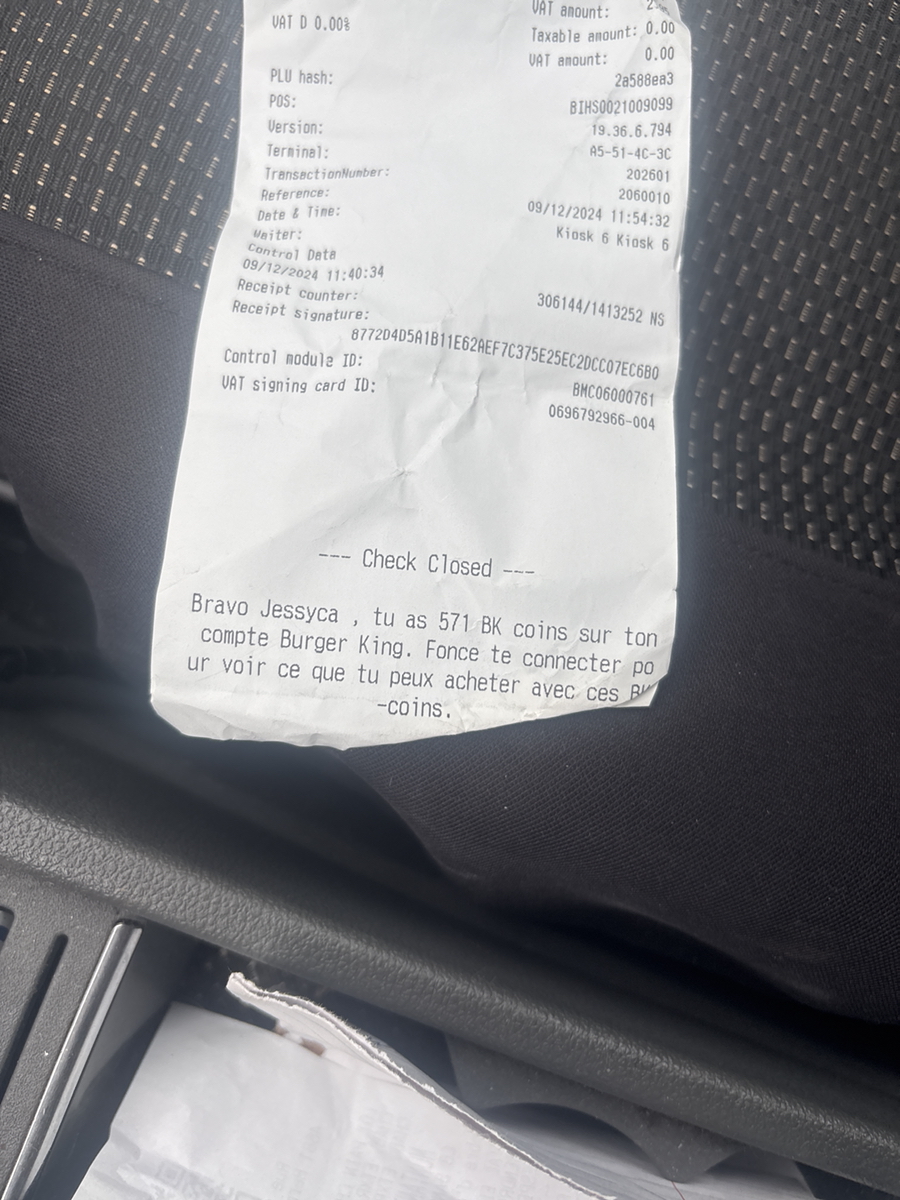 VAT amount:
VAT D 0.00% Taxable amount: 0.00
VAT amount: 0.00
PLU hash: 2a588ea3
POS: BIHS0021009099
Version: 19.36.6.794
Terminal: A5-51-4C-3C
TransactionNumber: 202601
Reference: 2060010
Date & Time: 09/12/2024 11:54:32
Waiter: Kiosk 6 Kiosk 6
Control Data
09/12/2024 11:40:34
Receipt counter: 306144/1413252 NS
Receipt signature:
8772D4D5A1B11E62AEF7C375E25EC2DCC07EC6B0
Control module ID: BMC06000761
VAT signing card ID: 0696792966-004
--- Check Closed ---
Bravo Jessyca , tu as 571 BK coins sur ton
compte Burger King. Fonce te connecter po
ur voir ce que tu peux acheter avec ces BK
-coins.